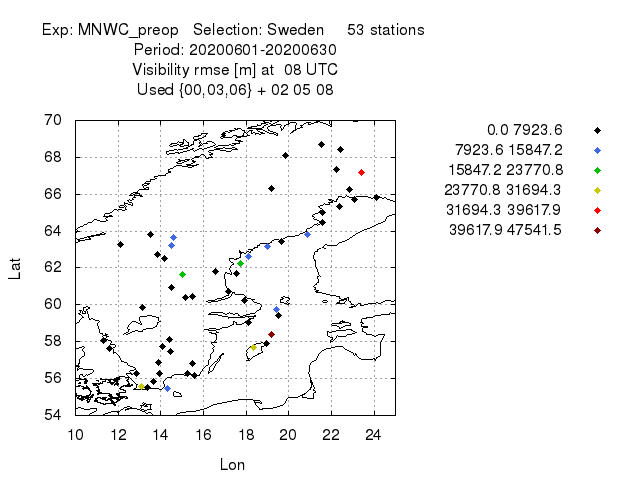 Exp: MNWC_preop Selection: Sweden 53 stations
Period: 20200601-20200630
Visibility rmse [m] at 08 UTC
Used {00,03,06} + 02 05 08
0.0 7923.6
7923.6 15847.2
15847.2 23770.8
23770.8 31694.3
31694.3 39617.9
39617.9 47541.5
70
68
66
64
62
60
58
56
54
Lat
10 12 14 16 18 20 22 24
Lon